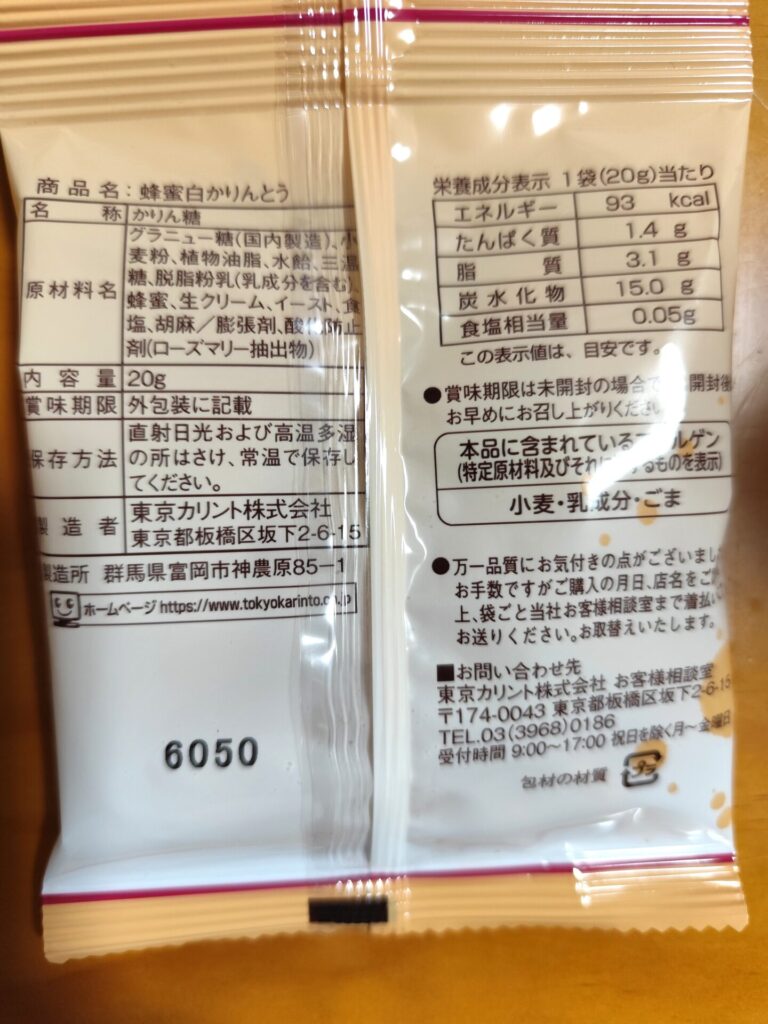 商品名：蜂蜜白かりんとう
名称 かりん糖
原材料名 グラニュー糖(国内製造)、小
麦粉、植物油脂、水飴、三温
糖、脱脂粉乳(乳成分を含む)、
蜂蜜、生クリーム、イースト、食
塩、胡麻／膨張剤、酸化防止
剤(ローズマリー抽出物)
内容量 20g
賞味期限 外包装に記載
保存方法 直射日光および高温多湿
の所はさけ、常温で保存し
てください。
製造者 東京カリント株式会社
東京都板橋区坂下2-6-15
製造所 群馬県富岡市神農原85-1
ホームページ https://www.tokyokarinto.co.jp
6050
栄養成分表示 1袋(20g)当たり
エネルギー 93 kcal
たんぱく質 1.4 g
脂質 3.1 g
炭水化物 15.0 g
食塩相当量 0.05g
この表示値は、目安です。
●賞味期限は未開封の場合で 開封後
お早めにお召し上がりください
本品に含まれている アレルゲン
(特定原材料及びそれに するものを表示)
小麦・乳成分・ごま
●万一品質にお気付きの点がございまし
お手数ですがご購入の月日、店名をご
上、袋ごと当社お客様相談室まで着払い
お送りください。お取替えいたします。
■お問い合わせ先
東京カリント株式会社 お客様相談室
〒174-0043 東京都板橋区坂下2-6-15
TEL.03(3968)0186
受付時間 9:00～17:00 祝日を除く月～金曜日
包材の材質 プラ